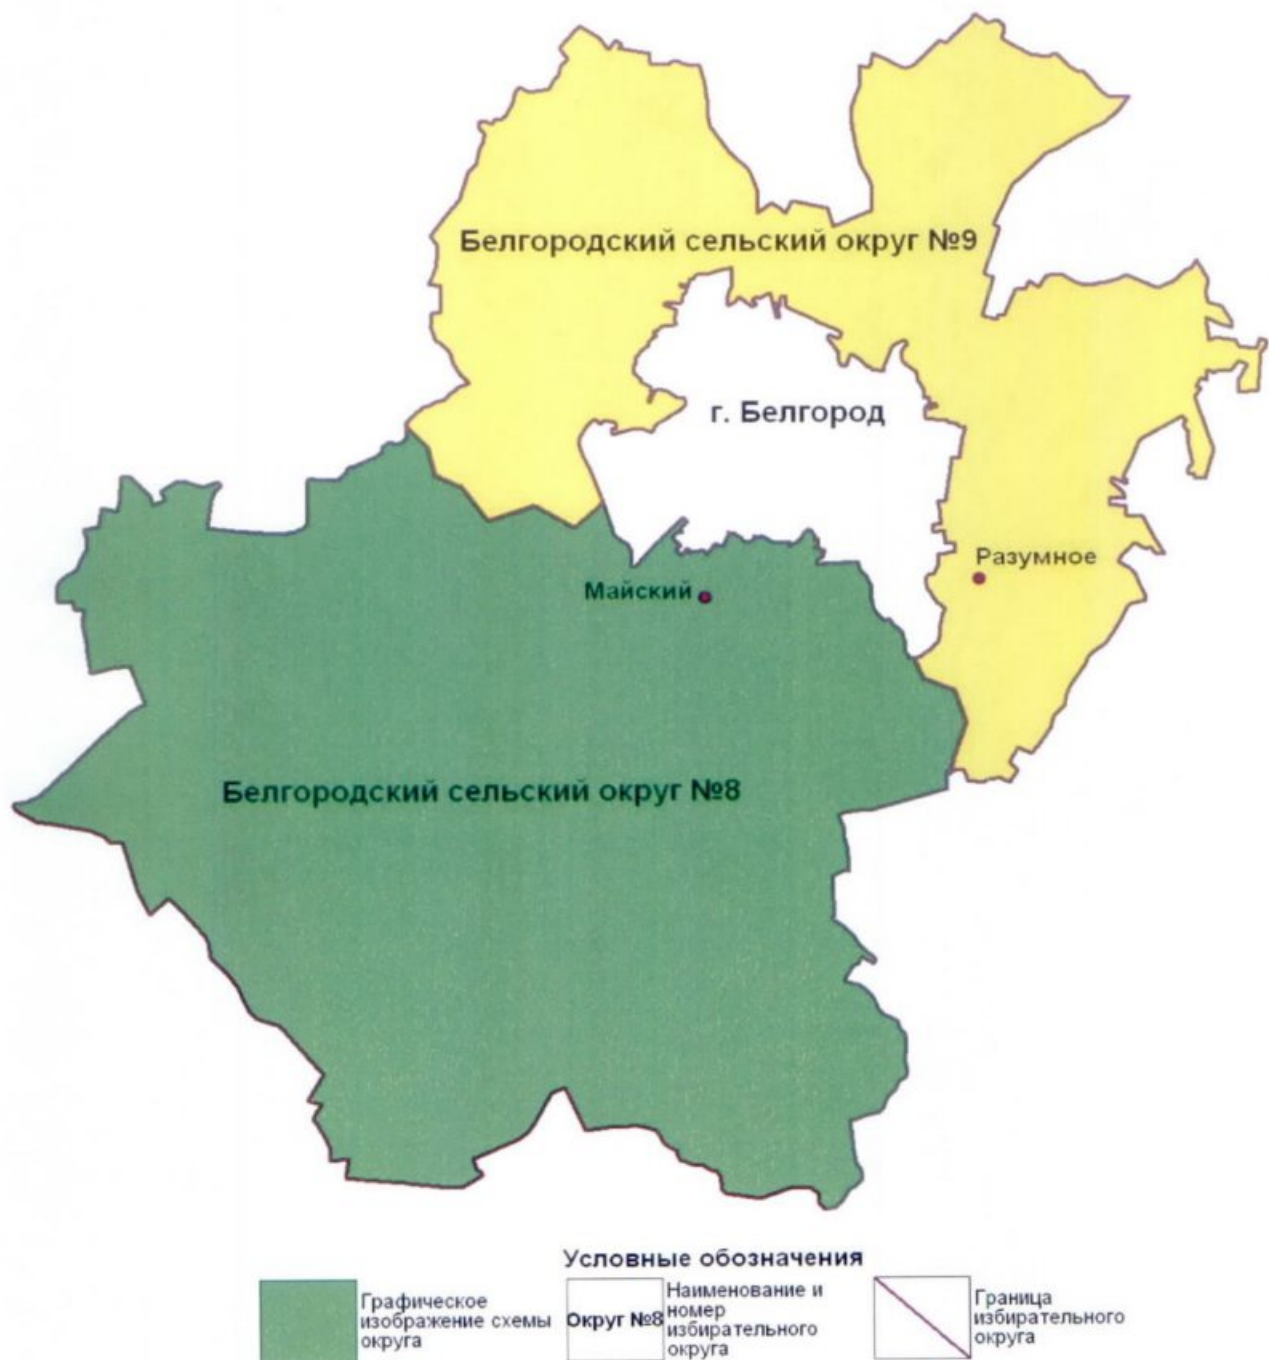 Белгородский сельский округ №9
г. Белгород
Разумное
Майский
Белгородский сельский округ №8
Условные обозначения
Графическое
изображение схемы
округа
Округ №8
Наименование и
номер
избирательного
округа
Граница
избирательного
округа